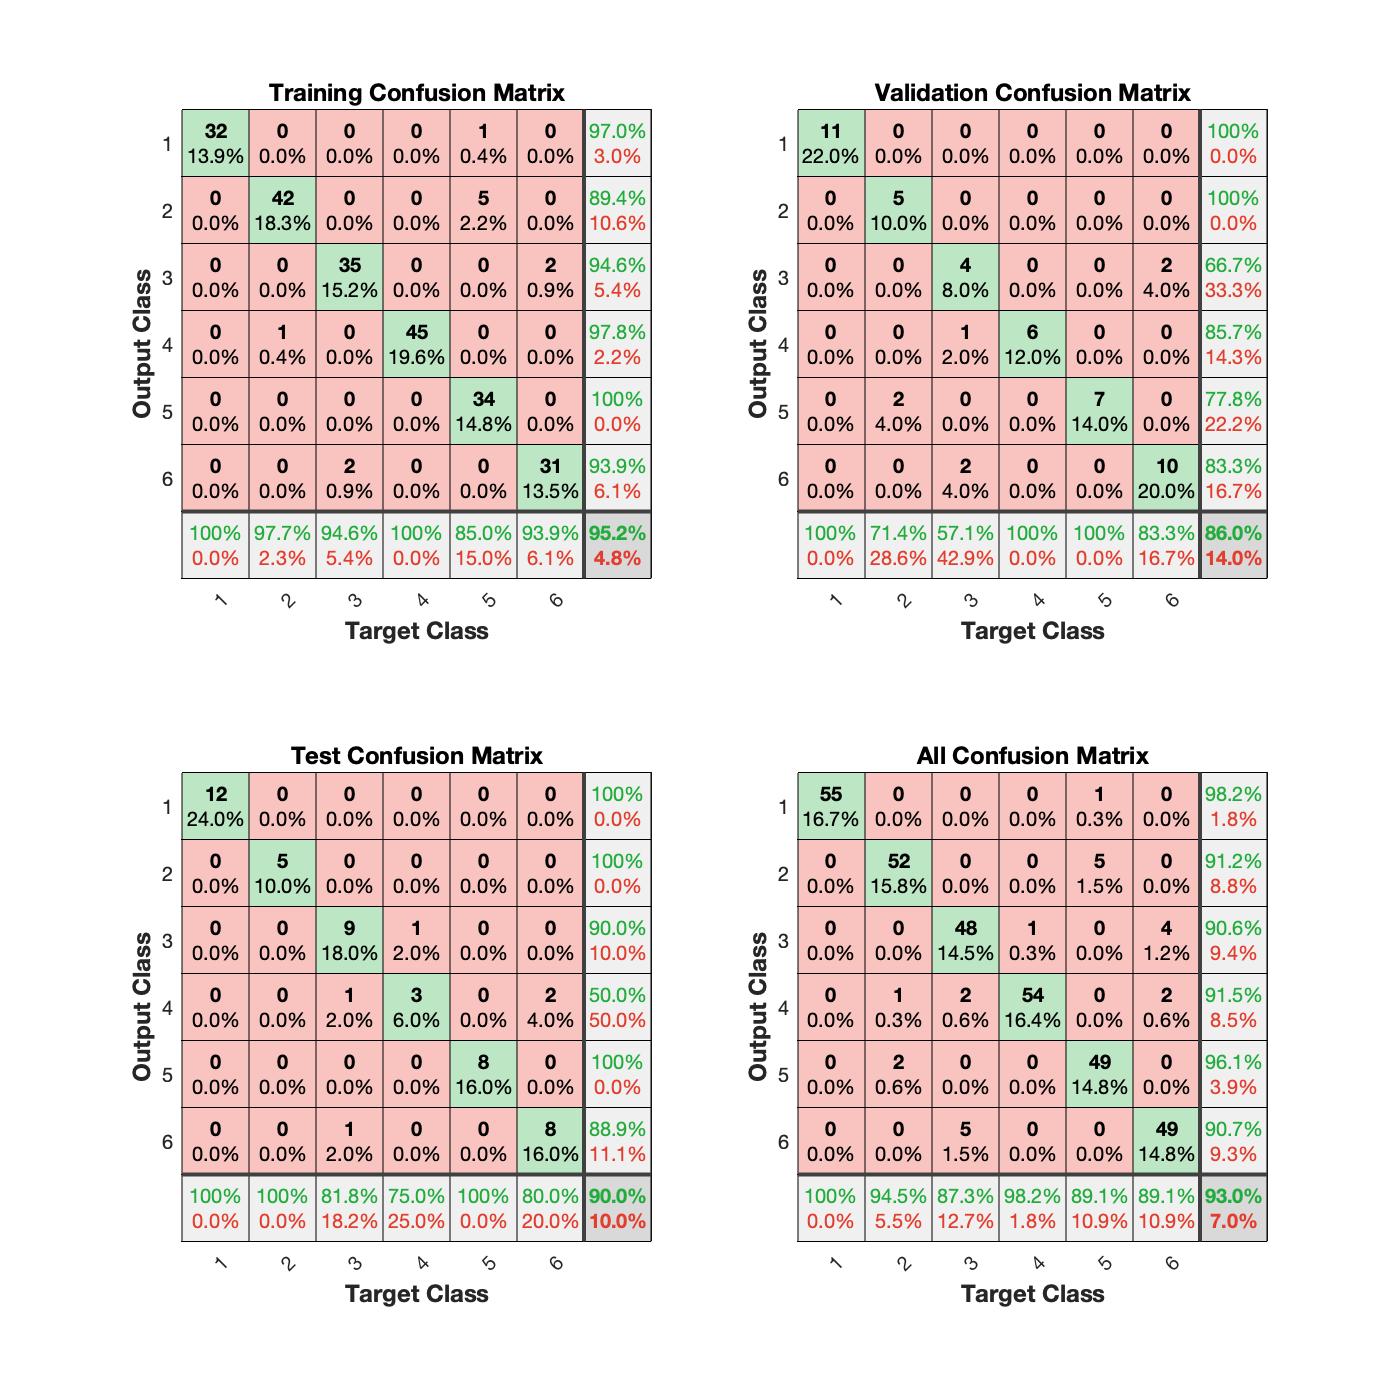 Training Confusion Matrix
1 32 0 0 0 1 0 97.0%
13.9% 0.0% 0.0% 0.0% 0.4% 0.0% 3.0%
2 0 42 0 0 5 0 89.4%
0.0% 18.3% 0.0% 0.0% 2.2% 0.0% 10.6%
3 0 0 35 0 0 2 94.6%
0.0% 0.0% 15.2% 0.0% 0.0% 0.9% 5.4%
4 0 1 0 45 0 0 97.8%
0.0% 0.4% 0.0% 19.6% 0.0% 0.0% 2.2%
5 0 0 0 0 34 0 100%
0.0% 0.0% 0.0% 0.0% 14.8% 0.0% 0.0%
6 0 0 2 0 0 31 93.9%
0.0% 0.0% 0.9% 0.0% 0.0% 13.5% 6.1%
100% 97.7% 94.6% 100% 85.0% 93.9% 95.2%
0.0% 2.3% 5.4% 0.0% 15.0% 6.1% 4.8%
1 2 3 4 5 6
Target Class
Output Class
Validation Confusion Matrix
1 11 0 0 0 0 0 100%
22.0% 0.0% 0.0% 0.0% 0.0% 0.0% 0.0%
2 0 5 0 0 0 0 100%
0.0% 10.0% 0.0% 0.0% 0.0% 0.0% 0.0%
3 0 0 4 0 0 2 66.7%
0.0% 0.0% 8.0% 0.0% 0.0% 4.0% 33.3%
4 0 0 1 6 0 0 85.7%
0.0% 0.0% 2.0% 12.0% 0.0% 0.0% 14.3%
5 0 2 0 0 7 0 77.8%
0.0% 4.0% 0.0% 0.0% 14.0% 0.0% 22.2%
6 0 0 2 0 0 10 83.3%
0.0% 0.0% 4.0% 0.0% 0.0% 20.0% 16.7%
100% 71.4% 57.1% 100% 100% 83.3% 86.0%
0.0% 28.6% 42.9% 0.0% 0.0% 16.7% 14.0%
1 2 3 4 5 6
Target Class
Output Class
Test Confusion Matrix
1 12 0 0 0 0 0 100%
24.0% 0.0% 0.0% 0.0% 0.0% 0.0% 0.0%
2 0 5 0 0 0 0 100%
0.0% 10.0% 0.0% 0.0% 0.0% 0.0% 0.0%
3 0 0 9 1 0 0 90.0%
0.0% 0.0% 18.0% 2.0% 0.0% 0.0% 10.0%
4 0 0 1 3 0 2 50.0%
0.0% 0.0% 2.0% 6.0% 0.0% 4.0% 50.0%
5 0 0 0 0 8 0 100%
0.0% 0.0% 0.0% 0.0% 16.0% 0.0% 0.0%
6 0 0 1 0 0 8 88.9%
0.0% 0.0% 2.0% 0.0% 0.0% 16.0% 11.1%
100% 100% 81.8% 75.0% 100% 80.0% 90.0%
0.0% 0.0% 18.2% 25.0% 0.0% 20.0% 10.0%
1 2 3 4 5 6
Target Class
Output Class
All Confusion Matrix
1 55 0 0 0 1 0 98.2%
16.7% 0.0% 0.0% 0.0% 0.3% 0.0% 1.8%
2 0 52 0 0 5 0 91.2%
0.0% 15.8% 0.0% 0.0% 1.5% 0.0% 8.8%
3 0 0 48 1 0 4 90.6%
0.0% 0.0% 14.5% 0.3% 0.0% 1.2% 9.4%
4 0 1 2 54 0 2 91.5%
0.0% 0.3% 0.6% 16.4% 0.0% 0.6% 8.5%
5 0 2 0 0 49 0 96.1%
0.0% 0.6% 0.0% 0.0% 14.8% 0.0% 3.9%
6 0 0 5 0 0 49 90.7%
0.0% 0.0% 1.5% 0.0% 0.0% 14.8% 9.3%
100% 94.5% 87.3% 98.2% 89.1% 89.1% 93.0%
0.0% 5.5% 12.7% 1.8% 10.9% 10.9% 7.0%
1 2 3 4 5 6
Target Class
Output Class